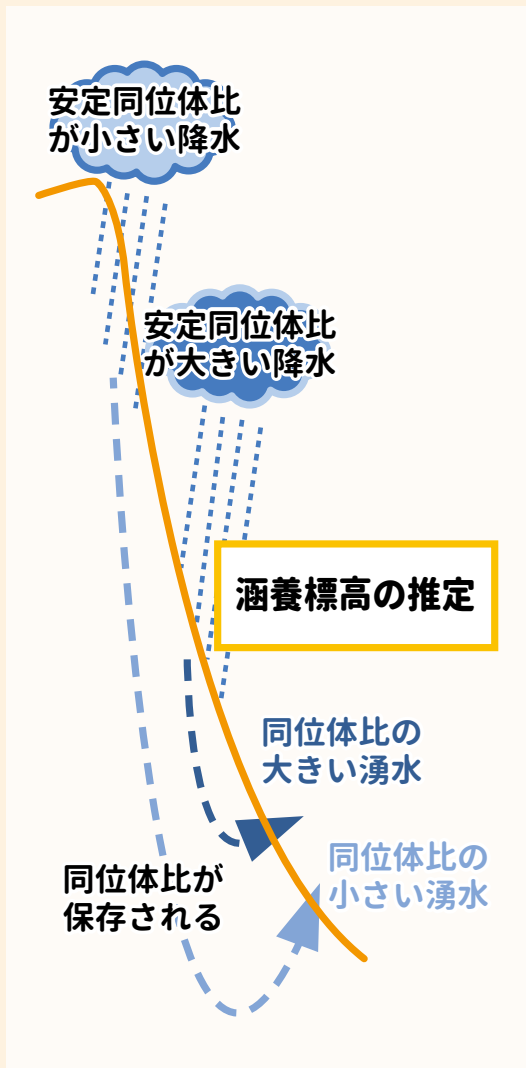 安定同位体比
が小さい降水
安定同位体比
が大きい降水
涵養標高の推定
同位体比の
大きい湧水
同位体比の
小さい湧水
同位体比が
保存される